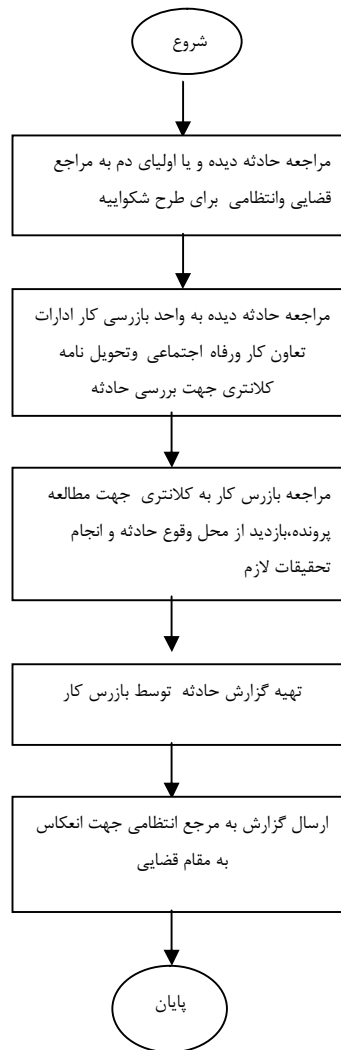 شروع
مراجعه حادثه دیده و یا اولیای دم به مراجع
قضایی وانتظامی برای طرح شکواییه
مراجعه حادثه دیده به واحد بازرسی کار ادارات
تعاون کار ورفاه اجتماعی وتحویل نامه
کلانتری جهت بررسی حادثه
مراجعه بازرس کار به کلانتری جهت مطالعه
پرونده،بازدید از محل وقوع حادثه و انجام
تحقیقات لازم
تهیه گزارش حادثه توسط بازرس کار
ارسال گزارش به مرجع انتظامی جهت انعکاس
به مقام قضایی
پایان